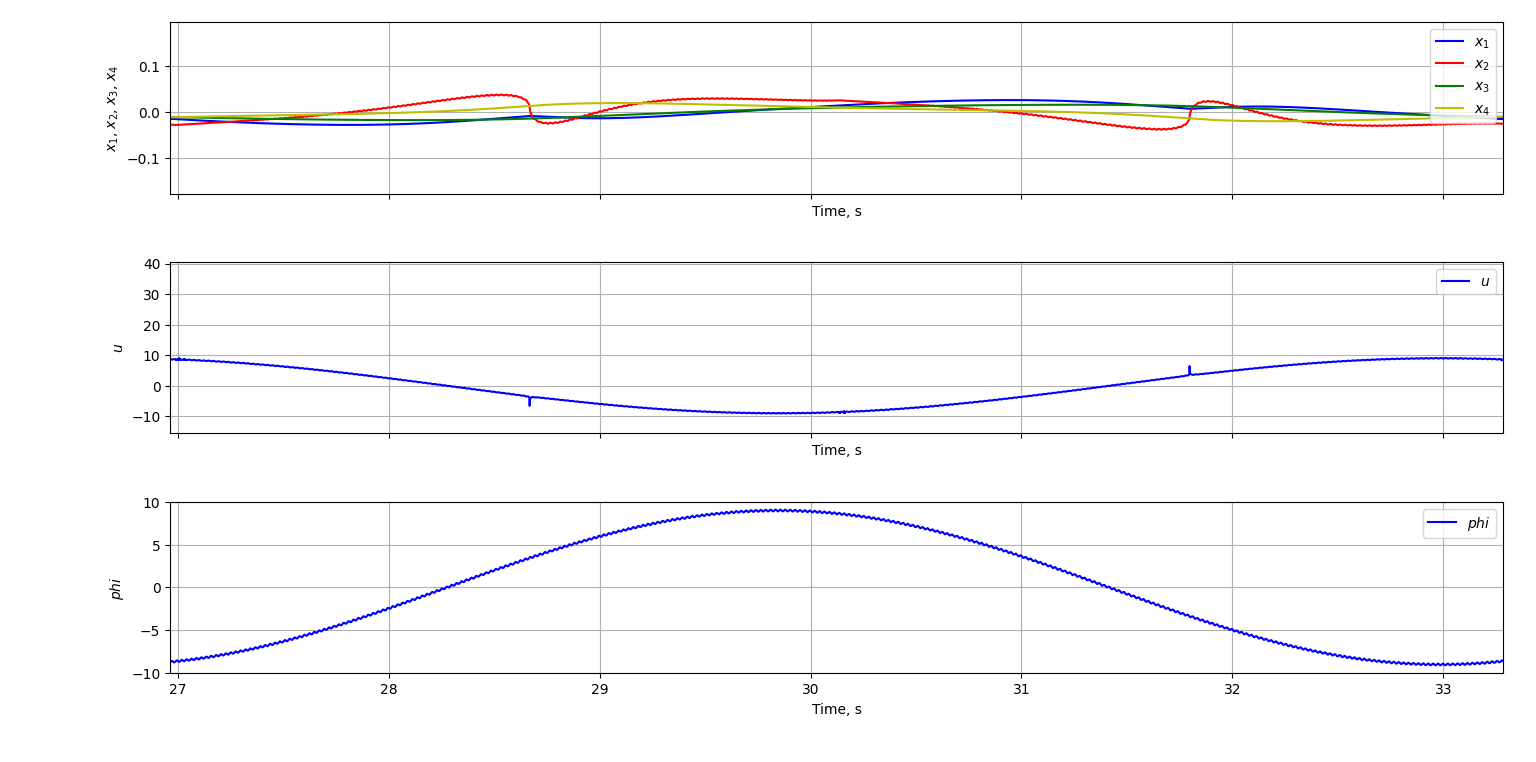 0.1
0.0
−0.1
x₁, x₂, x₃, x₄
x₁
x₂
x₃
x₄
Time, s
40
30
20
10
0
−10
u
u
Time, s
10
5
0
−5
−10
phi
phi
27 28 29 30 31 32 33
Time, s